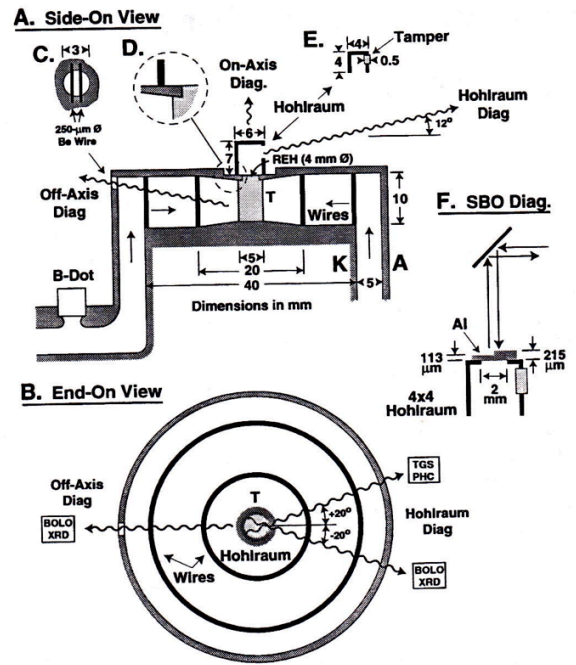 A. Side-On View
C.
3
250-μm Ø
Be Wire
D.
On-Axis
Diag.
E.
4
4
Tamper
0.5
Hohlraum
Hohlraum
Diag
12°
6
7
REH (4 mm Ø)
Off-Axis
Diag
T
Wires
10
5
20
40
K
A
5
B-Dot
Dimensions in mm
F. SBO Diag.
Al
113
μm
215
μm
2
mm
4x4
Hohlraum
B. End-On View
Off-Axis
Diag
BOLO
XRD
T
Hohlraum
Wires
+20°
-20°
TGS
PHC
Hohlraum
Diag
BOLO
XRD